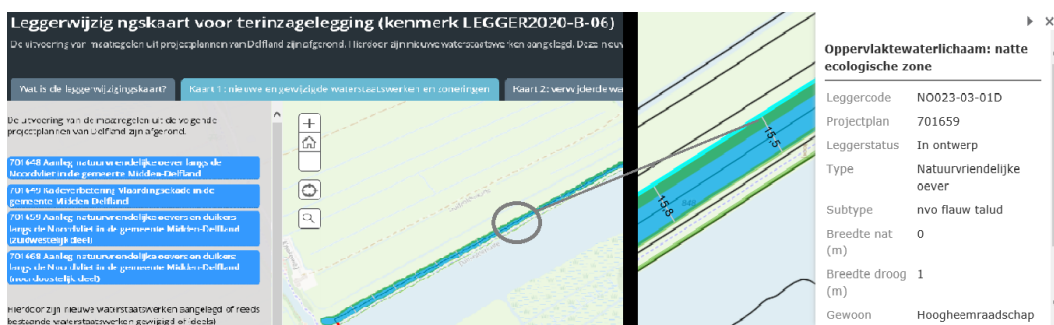 Leggerwijzigingskaart voor terinzagelegging (kenmerk LEGGER2020-B-06)
De uitvoering van maatregelen uit projectplannen van Delfland zijn afgerond. Hierdoor zijn nieuwe waterstaatswerken aangelegd. Deze nieuw
Wat is de leggerwijzigingskaart?
Kaart 1: nieuwe en gewijzigde waterstaatswerken en zoneringen
Kaart 2: verwijderde wa
De uitvoering van de maatregelen uit de volgende
projectplannen van Delfland zijn afgerond.
701648 Aanleg natuurvriendelijke oever langs de
Noordvliet in de gemeente Midden-Delfland
701649 Kadeverbetering Vlaardingsekade in de
gemeente Midden-Delfland
701659 Aanleg natuurvriendelijke oevers en duikers
langs de Noordvliet in de gemeente Midden-Delfland
(zuidwestelijk deel)
701668 Aanleg natuurvriendelijke oevers en duikers
langs de Noordvliet in de gemeente Midden-Delfland
(noordoostelijk deel)
Hierdoor zijn nieuwe waterstaatswerken aangelegd of reeds
bestaande waterstaatswerken gewijzigd of (deels)
15,5
15,8
Oppervlaktewaterlichaam: natte
ecologische zone
Leggercode NO023-03-01D
Projectplan 701659
Leggerstatus In ontwerp
Type Natuurvriendelijke
oever
Subtype nvo flauw talud
Breedte nat 0
(m)
Breedte droog 1
(m)
Gewoon Hoogheemraadschap